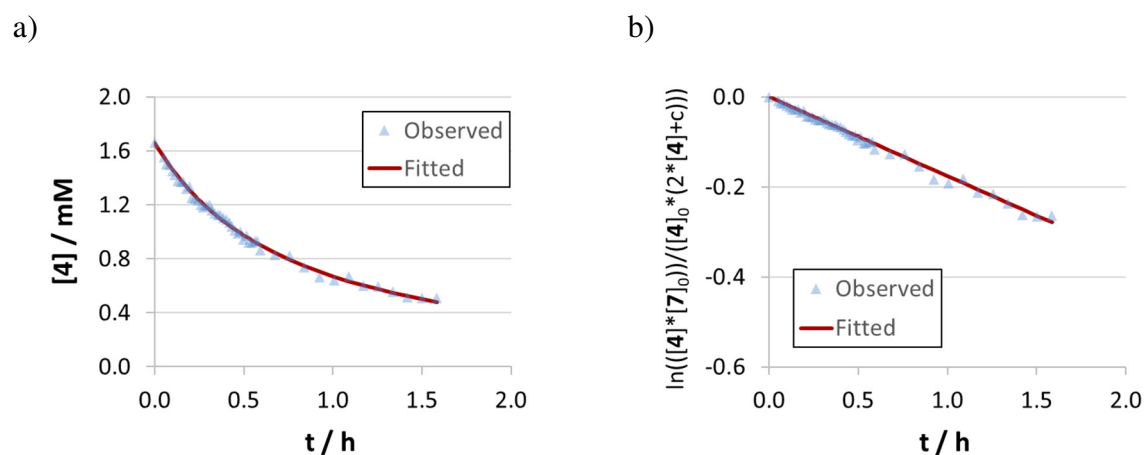 a)
[4] / mM
2.0
1.6
1.2
0.8
0.4
0.0
0.0
0.5
1.0
1.5
2.0
t / h
Observed
Fitted
b)
ln(([4]*[7]₀))/([4]₀*(2*[4]+c)))
0.0
-0.2
-0.4
-0.6
0.0
0.5
1.0
1.5
2.0
t / h
Observed
Fitted